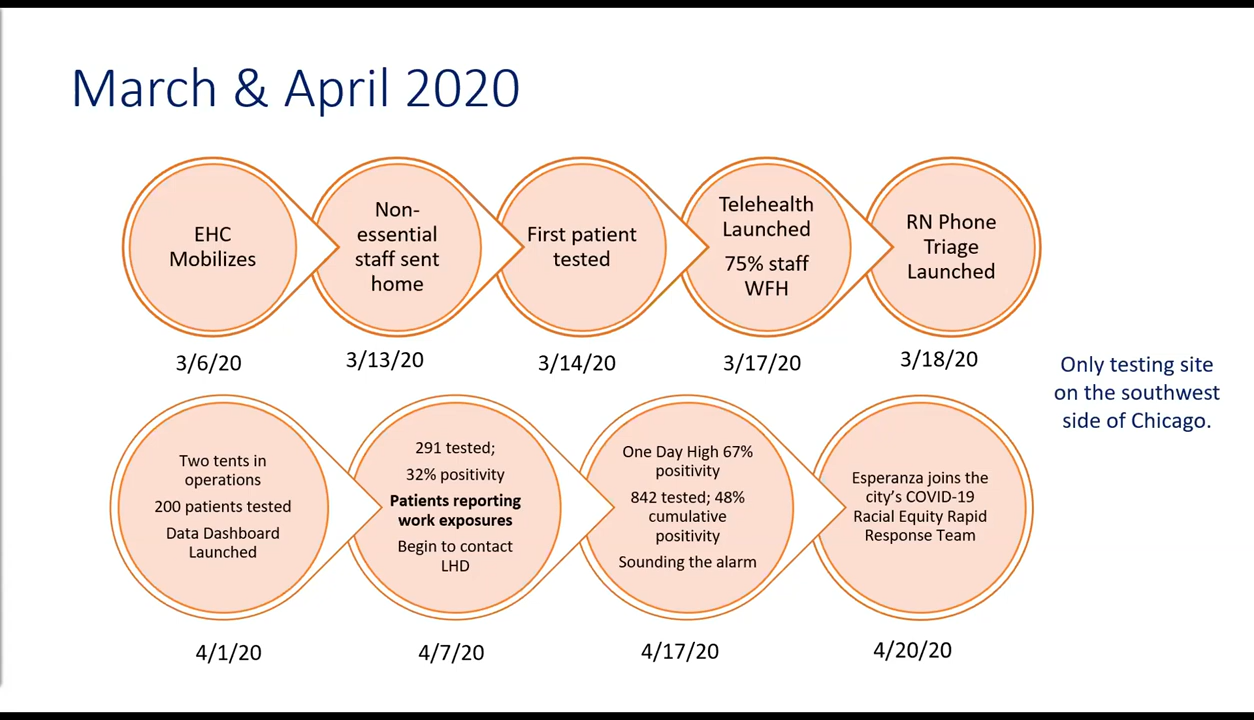 March & April 2020
EHC
Mobilizes
Non-
essential
staff sent
home
First patient
tested
Telehealth
Launched
75% staff
WFH
RN Phone
Triage
Launched
3/6/20
3/13/20
3/14/20
3/17/20
3/18/20
Only testing site
on the southwest
side of Chicago.
Two tents in
operations
200 patients tested
Data Dashboard
Launched
291 tested;
32% positivity
Patients reporting
work exposures
Begin to contact
LHD
One Day High 67%
positivity
842 tested; 48%
cumulative
positivity
Sounding the alarm
Esperanza joins the
city's COVID-19
Racial Equity Rapid
Response Team
4/1/20
4/7/20
4/17/20
4/20/20